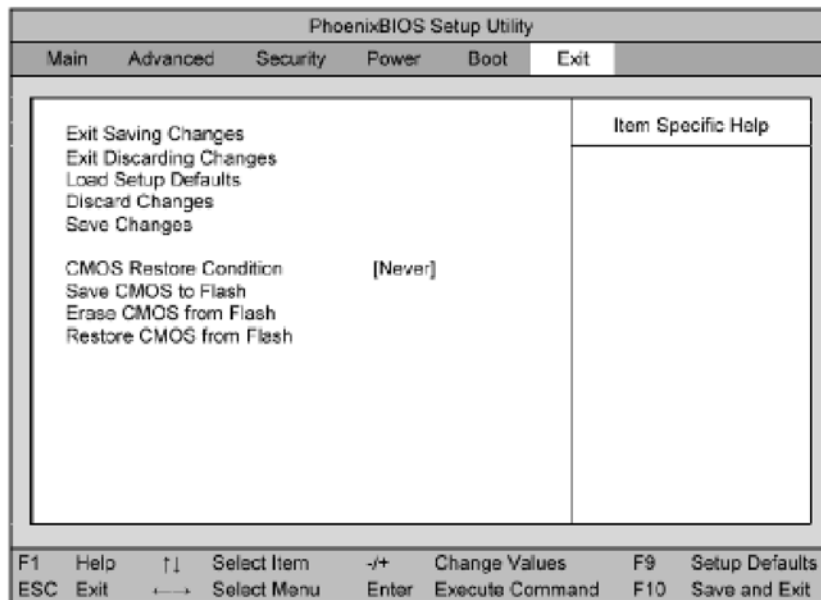 PhoenixBIOS Setup Utility
Main Advanced Security Power Boot Exit
Exit Saving Changes
Exit Discarding Changes
Load Setup Defaults
Discard Changes
Save Changes
CMOS Restore Condition [Never]
Save CMOS to Flash
Erase CMOS from Flash
Restore CMOS from Flash
Item Specific Help
F1 Help ↑↓ Select Item -/+ Change Values F9 Setup Defaults
ESC Exit ←→ Select Menu Enter Execute Command F10 Save and Exit